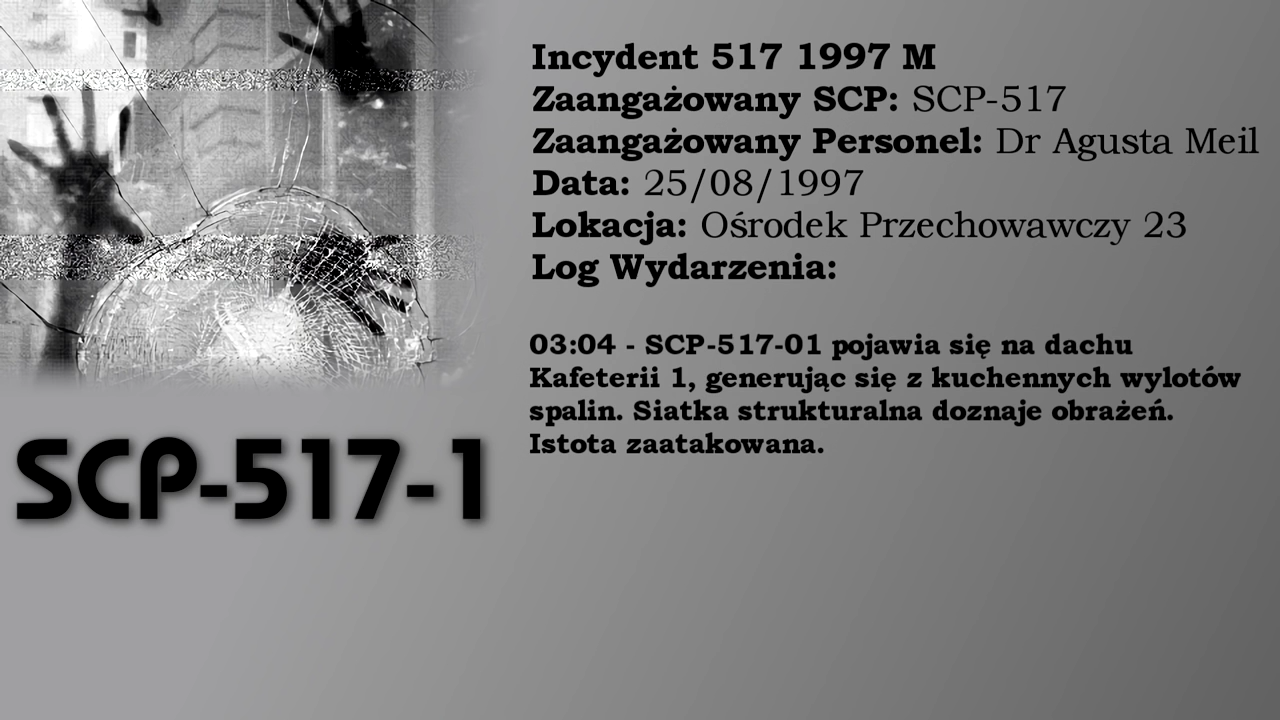 Incydent 517 1997 M
Zaangażowany SCP: SCP-517
Zaangażowany Personel: Dr Agusta Meil
Data: 25/08/1997
Lokacja: Ośrodek Przechowawczy 23
Log Wydarzenia:
03:04 - SCP-517-01 pojawia się na dachu
Kafeterii 1, generując się z kuchennych wylotów
spalin. Siatka strukturalna doznaje obrażeń.
Istota zaatakowana.
SCP-517-1